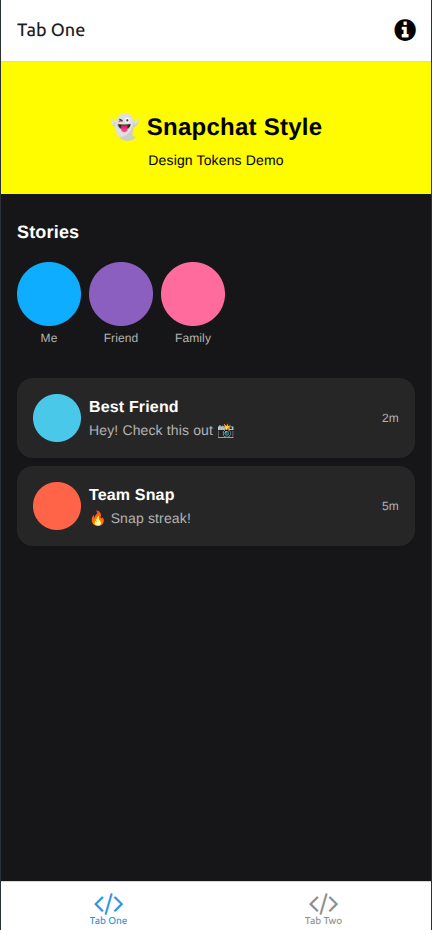 Tab One
👻 Snapchat Style
Design Tokens Demo
Stories
Me
Friend
Family
Best Friend
2m
Hey! Check this out 📸
Team Snap
5m
🔥 Snap streak!
Tab One
Tab Two